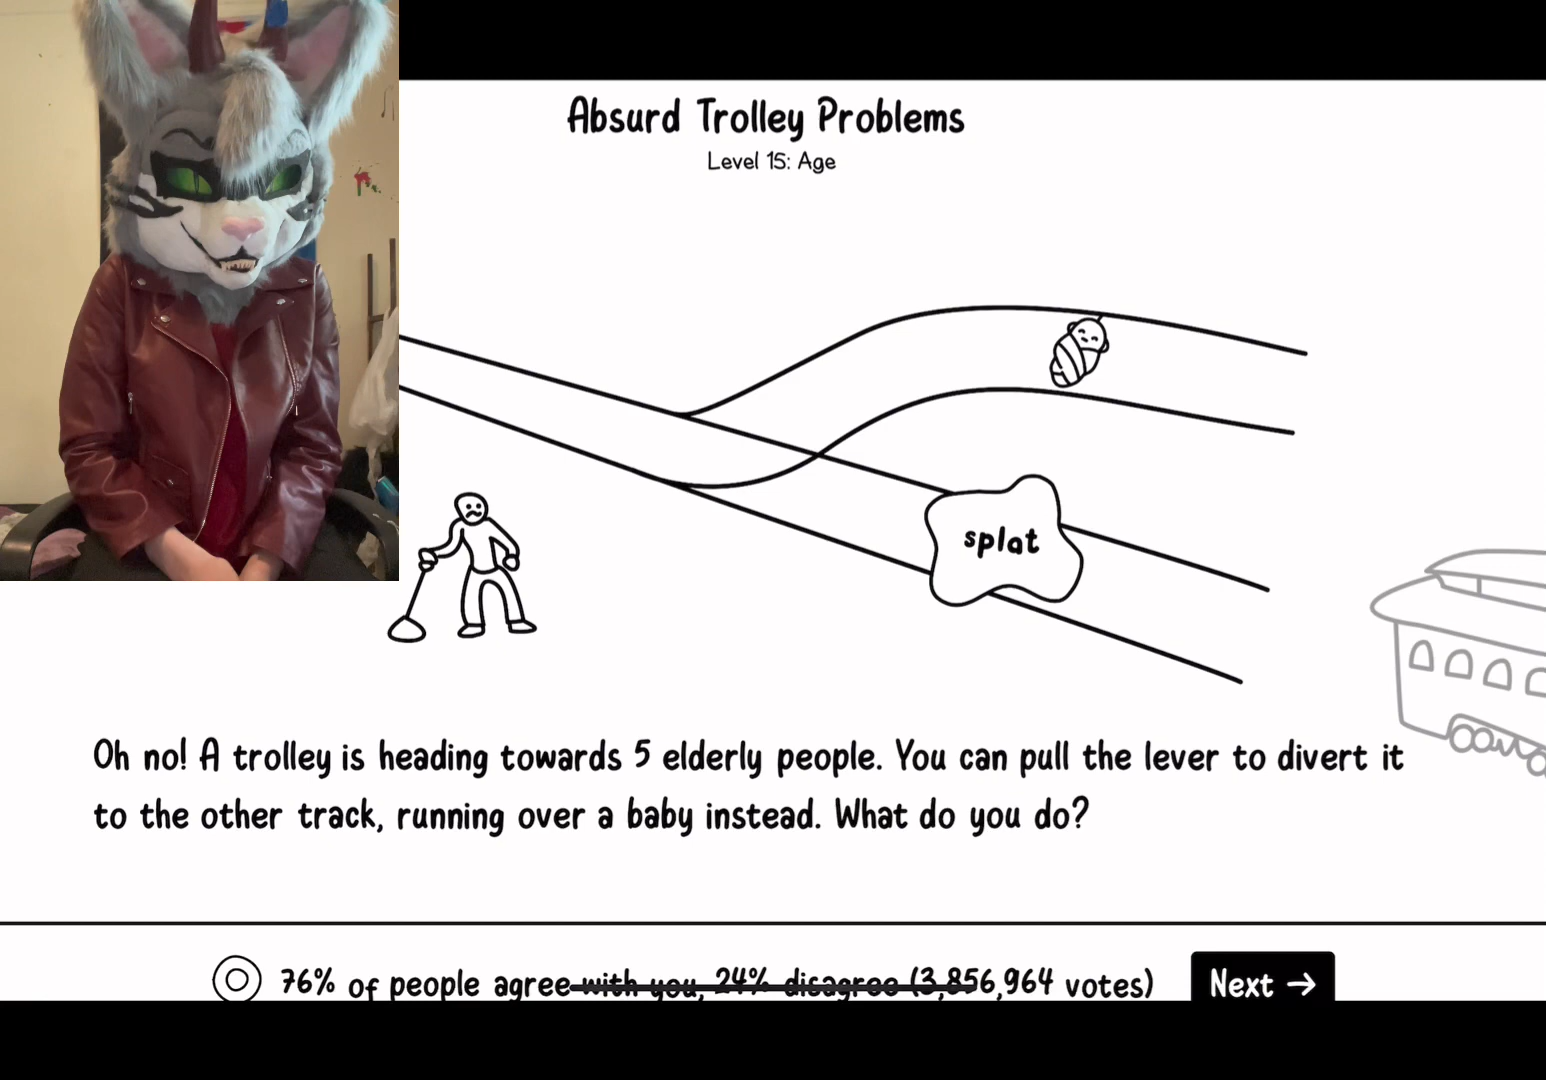 Absurd Trolley Problems
Level 15: Age
splat
Oh no! A trolley is heading towards 5 elderly people. You can pull the lever to divert it
to the other track, running over a baby instead. What do you do?
76% of people agree with you, 24% disagree (3,856,964 votes)
Next →